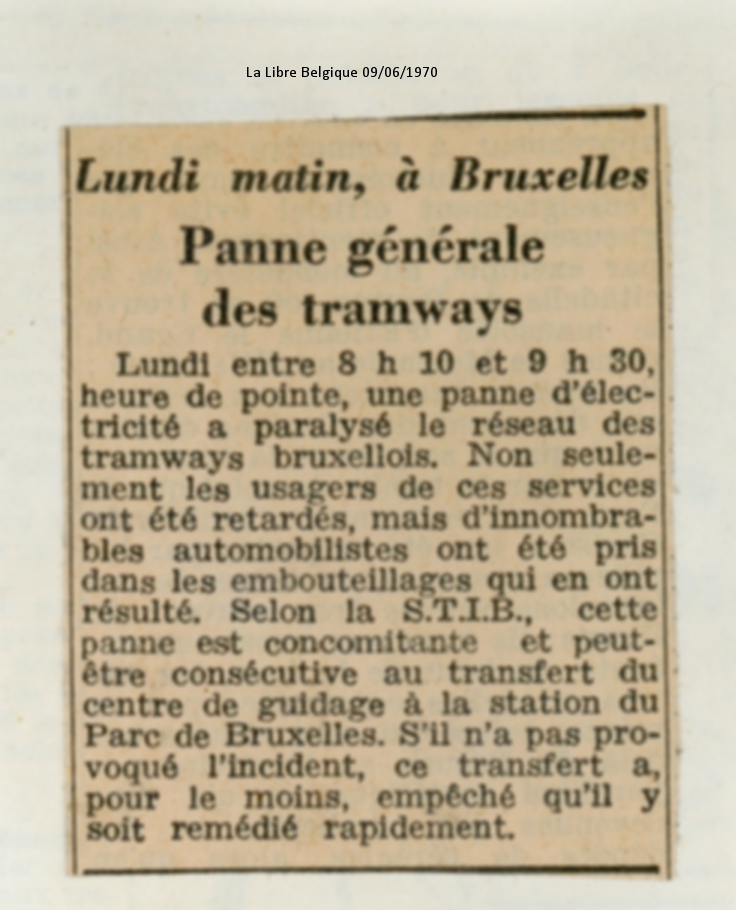 La Libre Belgique 09/06/1970
Lundi matin, à Bruxelles
Panne générale
des tramways
Lundi entre 8 h 10 et 9 h 30,
heure de pointe, une panne d'élec-
tricité a paralysé le réseau des
tramways bruxellois. Non seule-
ment les usagers de ces services
ont été retardés, mais d'innombra-
bles automobilistes ont été pris
dans les embouteillages qui en ont
résulté. Selon la S.T.I.B., cette
panne est concomitante et peut-
être consécutive au transfert du
centre de guidage à la station du
Parc de Bruxelles. S'il n'a pas pro-
voqué l'incident, ce transfert a,
pour le moins, empêché qu'il y
soit remédié rapidement.